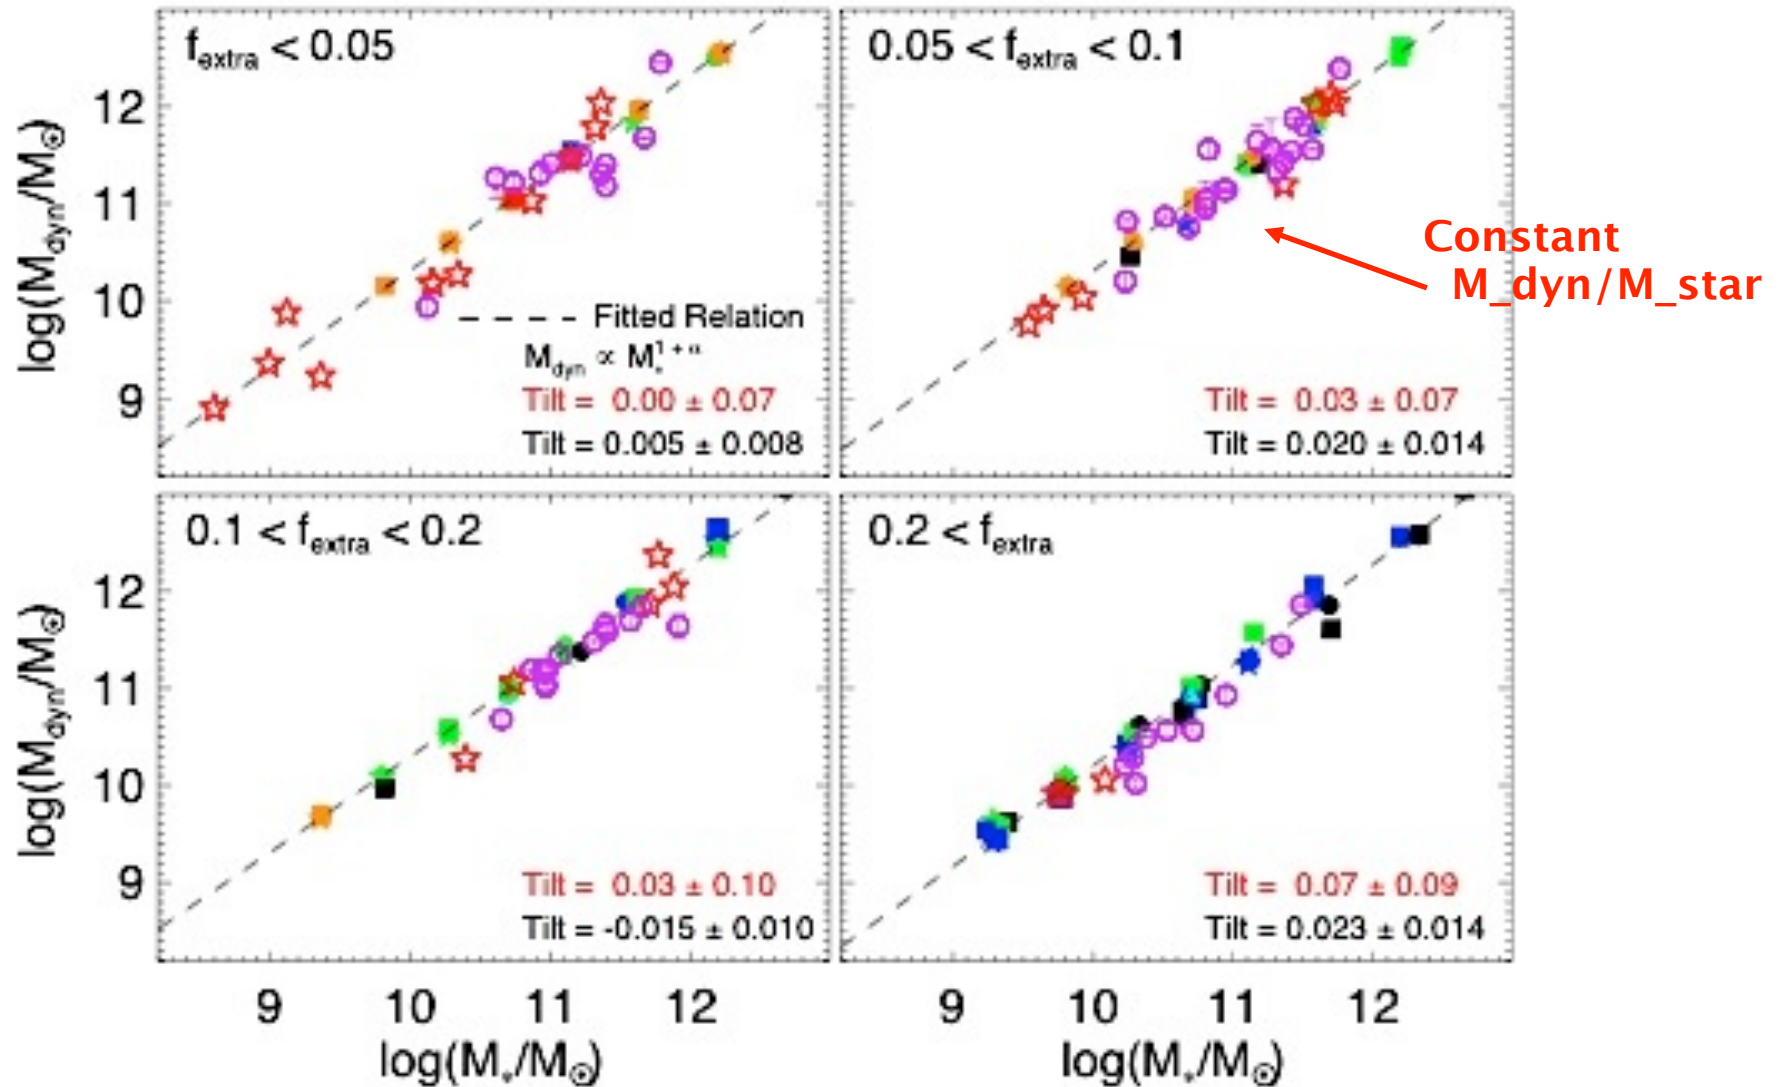 f_extra < 0.05
0.05 < f_extra < 0.1
log(M_dyn/M_⊙)
12
11
10
9
Fitted Relation
M_dyn ∝ M_*^{1+α}
Tilt = 0.00 ± 0.07
Tilt = 0.005 ± 0.008
Constant
M_dyn/M_star
Tilt = 0.03 ± 0.07
Tilt = 0.020 ± 0.014
0.1 < f_extra < 0.2
0.2 < f_extra
log(M_dyn/M_⊙)
12
11
10
9
Tilt = 0.03 ± 0.10
Tilt = -0.015 ± 0.010
Tilt = 0.07 ± 0.09
Tilt = 0.023 ± 0.014
9 10 11 12
9 10 11 12
log(M_*/M_⊙)
log(M_*/M_⊙)